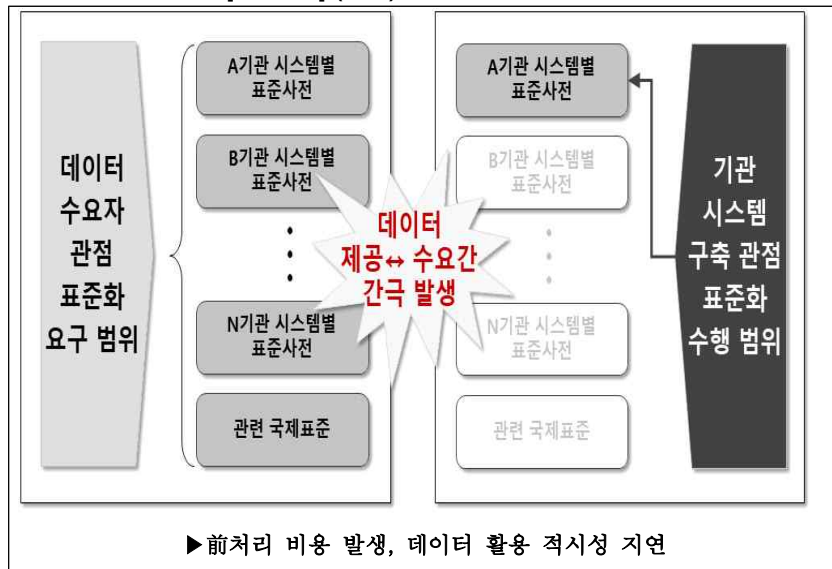 데이터
수요자
관점
표준화
요구 범위
A기관 시스템별
표준사전
B기관 시스템별
표준사전
N기관 시스템별
표준사전
관련 국제표준
데이터
제공↔ 수요간
간극 발생
A기관 시스템별
표준사전
B기관 시스템별
표준사전
N기관 시스템별
표준사전
관련 국제표준
기관
시스템
구축 관점
표준화
수행 범위
▶前처리 비용 발생, 데이터 활용 적시성 지연